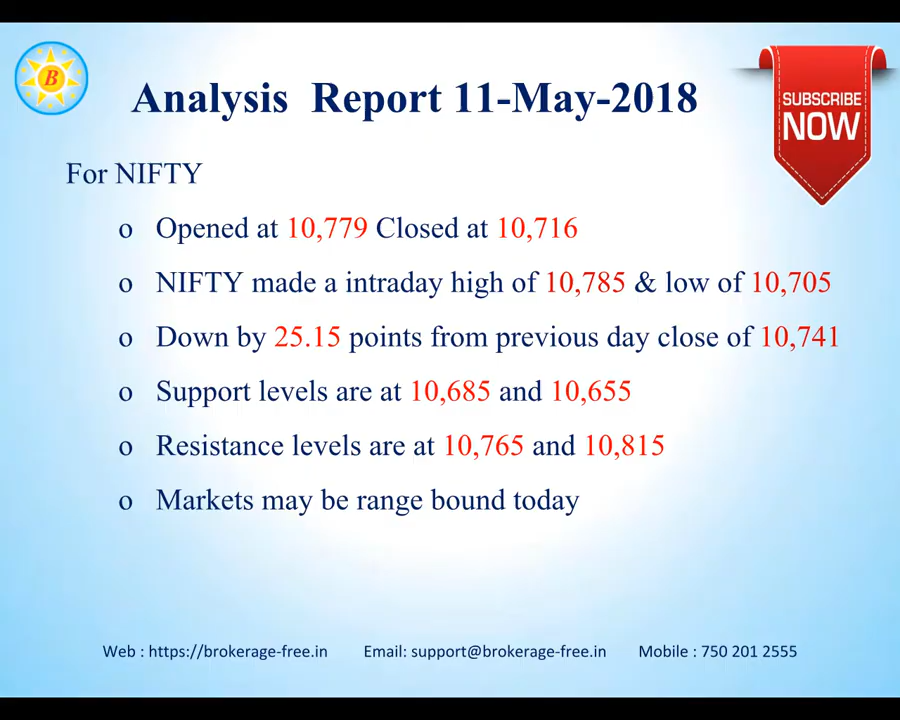 B
Analysis Report 11-May-2018
SUBSCRIBE
NOW
For NIFTY
o Opened at 10,779 Closed at 10,716
o NIFTY made a intraday high of 10,785 & low of 10,705
o Down by 25.15 points from previous day close of 10,741
o Support levels are at 10,685 and 10,655
o Resistance levels are at 10,765 and 10,815
o Markets may be range bound today
Web : https://brokerage-free.in Email: support@brokerage-free.in Mobile : 750 201 2555